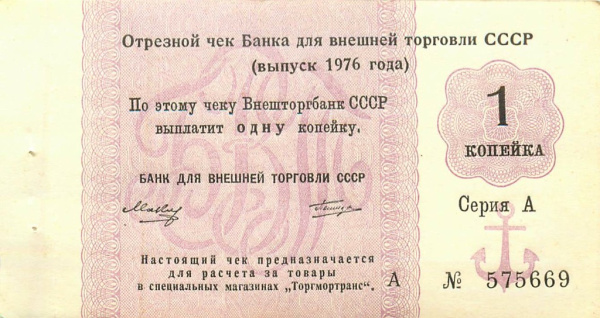 Отрезной чек Банка для внешней торговли СССР
(выпуск 1976 года)
По этому чеку Внешторгбанк СССР
выплатит одну копейку.
БАНК ДЛЯ ВНЕШНЕЙ ТОРГОВЛИ СССР
Настоящий чек предназначается
для расчета за товары
в специальных магазинах „Торгмортранс".
1
КОПЕЙКА
Серия А
А № 575669